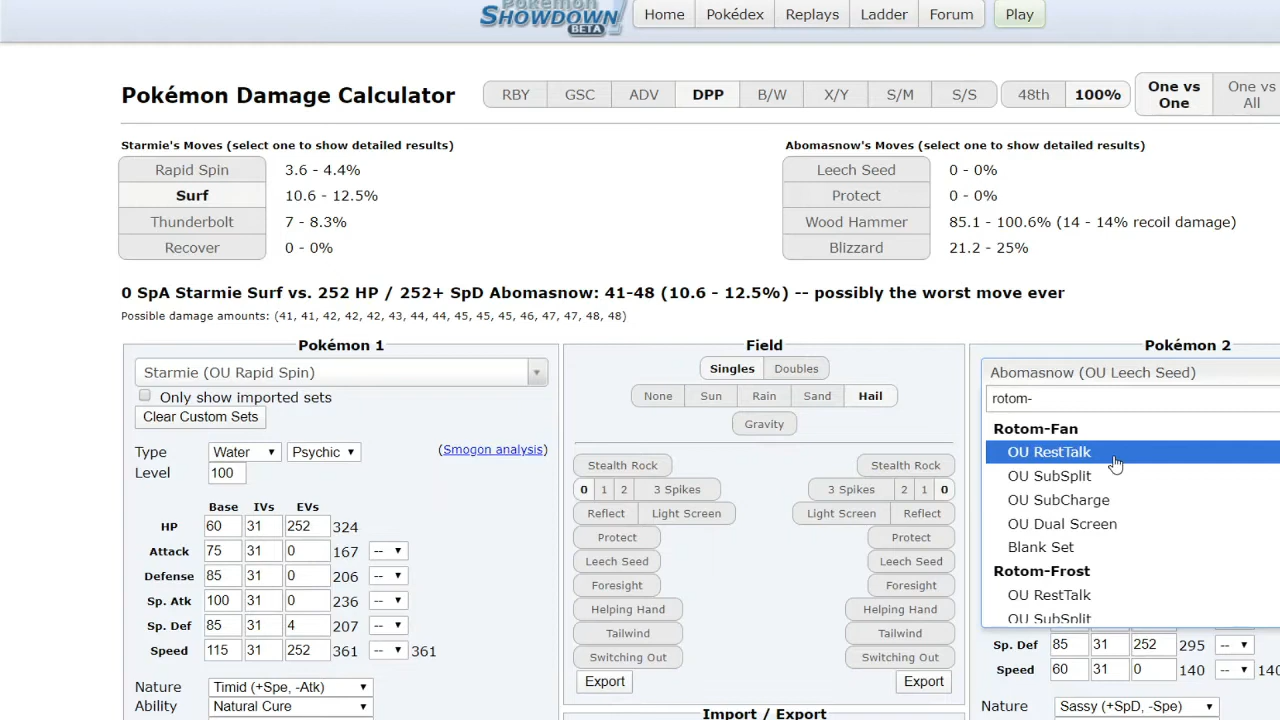 Pokémon
SHOWDOWN
BETA
Home Pokédex Replays Ladder Forum Play
Pokémon Damage Calculator
RBY GSC ADV DPP B/W X/Y S/M S/S 48th 100% One vs One One vs All
Starmie's Moves (select one to show detailed results)
Rapid Spin 3.6 - 4.4%
Surf 10.6 - 12.5%
Thunderbolt 7 - 8.3%
Recover 0 - 0%
Abomasnow's Moves (select one to show detailed results)
Leech Seed 0 - 0%
Protect 0 - 0%
Wood Hammer 85.1 - 100.6% (14 - 14% recoil damage)
Blizzard 21.2 - 25%
0 SpA Starmie Surf vs. 252 HP / 252+ SpD Abomasnow: 41-48 (10.6 - 12.5%) -- possibly the worst move ever
Possible damage amounts: (41, 41, 42, 42, 42, 43, 44, 44, 45, 45, 45, 46, 47, 47, 48, 48)
Pokémon 1
Starmie (OU Rapid Spin)
Only show imported sets
Clear Custom Sets
Type Water Psychic (Smogon analysis)
Level 100
Base IVs EVs
HP 60 31 252 324
Attack 75 31 0 167 --
Defense 85 31 0 206 --
Sp. Atk 100 31 0 236 --
Sp. Def 85 31 4 207 --
Speed 115 31 252 361 -- 361
Nature Timid (+Spe, -Atk)
Ability Natural Cure
Field
Singles Doubles
None Sun Rain Sand Hail
Gravity
Stealth Rock Stealth Rock
0 1 2 3 Spikes 3 Spikes 2 1 0
Reflect Light Screen Light Screen Reflect
Protect Protect
Leech Seed Leech Seed
Foresight Foresight
Helping Hand Helping Hand
Tailwind Tailwind
Switching Out Switching Out
Export Export
Import / Export
Pokémon 2
Abomasnow (OU Leech Seed)
rotom-
Rotom-Fan
OU RestTalk
OU SubSplit
OU SubCharge
OU Dual Screen
Blank Set
Rotom-Frost
OU RestTalk
OU SubSplit
Sp. Def 85 31 252 295 --
Speed 60 31 0 140 -- 140
Nature Sassy (+SpD, -Spe)